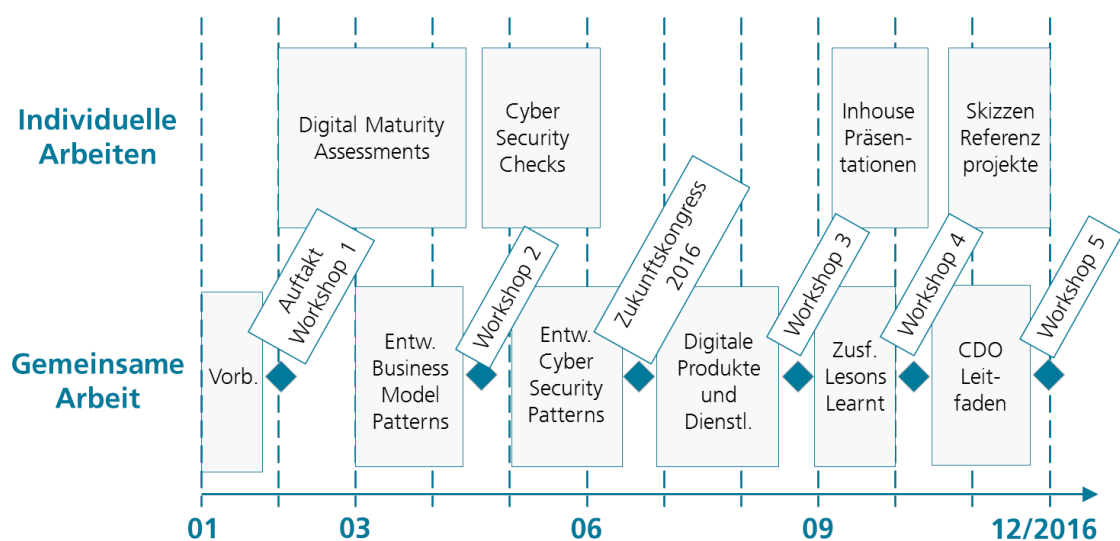 Individuelle
Arbeiten
Digital Maturity
Assessments
Cyber
Security
Checks
Inhouse
Präsen-
tationen
Skizzen
Referenz
projekte
Auftakt
Workshop 1
Workshop 2
Zukunftskongress
2016
Workshop 3
Workshop 4
Workshop 5
Gemeinsame
Arbeit
Vorb.
Entw.
Business
Model
Patterns
Entw.
Cyber
Security
Patterns
Digitale
Produkte
und
Dienstl.
Zusf.
Lesons
Learnt
CDO
Leit-
faden
01
03
06
09
12/2016